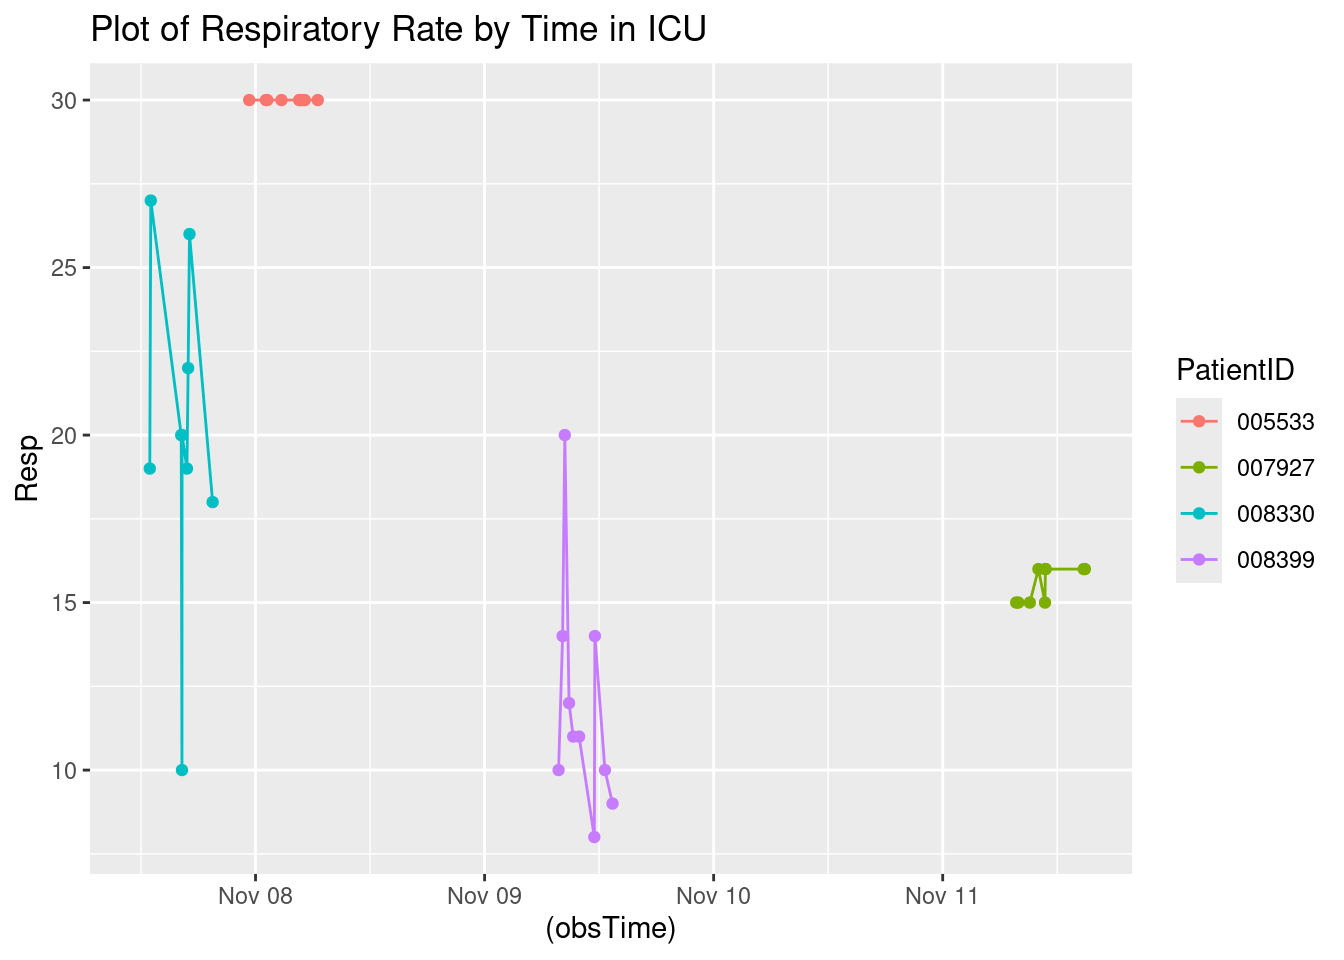 Plot of Respiratory Rate by Time in ICU
30
25
20
15
10
Resp
Nov 08
Nov 09
Nov 10
Nov 11
(obsTime)
PatientID
005533
007927
008330
008399